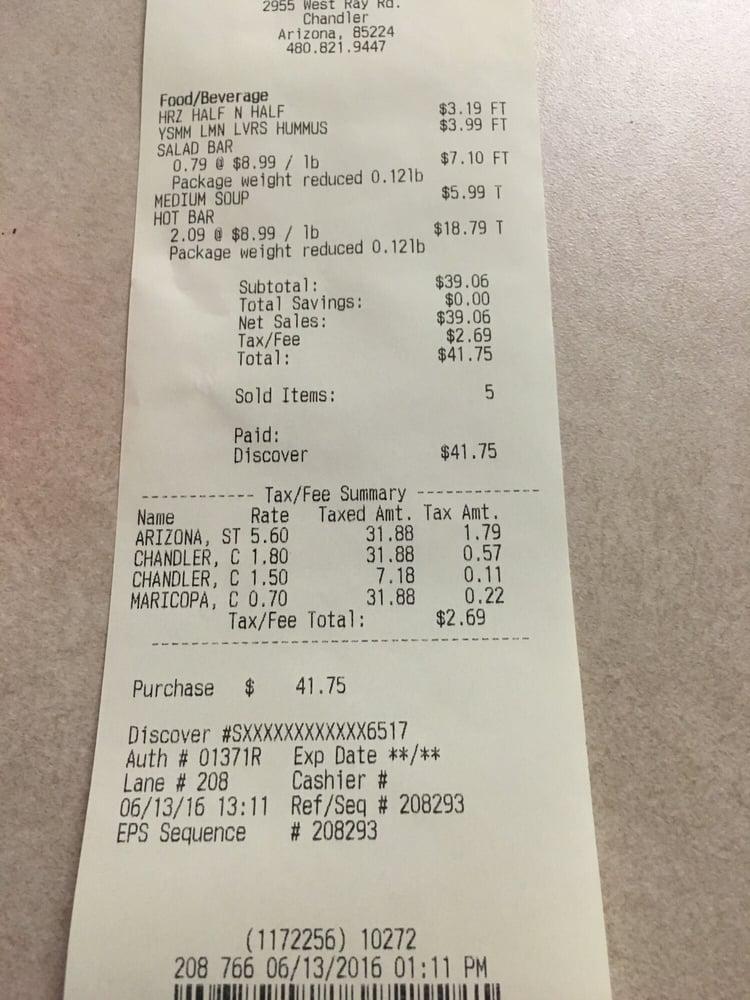 2955 West Ray Rd.
Chandler
Arizona, 85224
480.821.9447
Food/Beverage
HRZ HALF N HALF $3.19 FT
YSMM LMN LVRS HUMMUS $3.99 FT
SALAD BAR
0.79 @ $8.99 / lb $7.10 FT
Package weight reduced 0.12lb
MEDIUM SOUP $5.99 T
HOT BAR
2.09 @ $8.99 / lb $18.79 T
Package weight reduced 0.12lb
Subtotal: $39.06
Total Savings: $0.00
Net Sales: $39.06
Tax/Fee $2.69
Total: $41.75
Sold Items: 5
Paid:
Discover $41.75
------------ Tax/Fee Summary -------------
Name Rate Taxed Amt. Tax Amt.
ARIZONA, ST 5.60 31.88 1.79
CHANDLER, C 1.80 31.88 0.57
CHANDLER, C 1.50 7.18 0.11
MARICOPA, C 0.70 31.88 0.22
Tax/Fee Total: $2.69
Purchase $ 41.75
Discover #SXXXXXXXXXXXX6517
Auth # 01371R Exp Date **/**
Lane # 208 Cashier #
06/13/16 13:11 Ref/Seq # 208293
EPS Sequence # 208293
(1172256) 10272
208 766 06/13/2016 01:11 PM